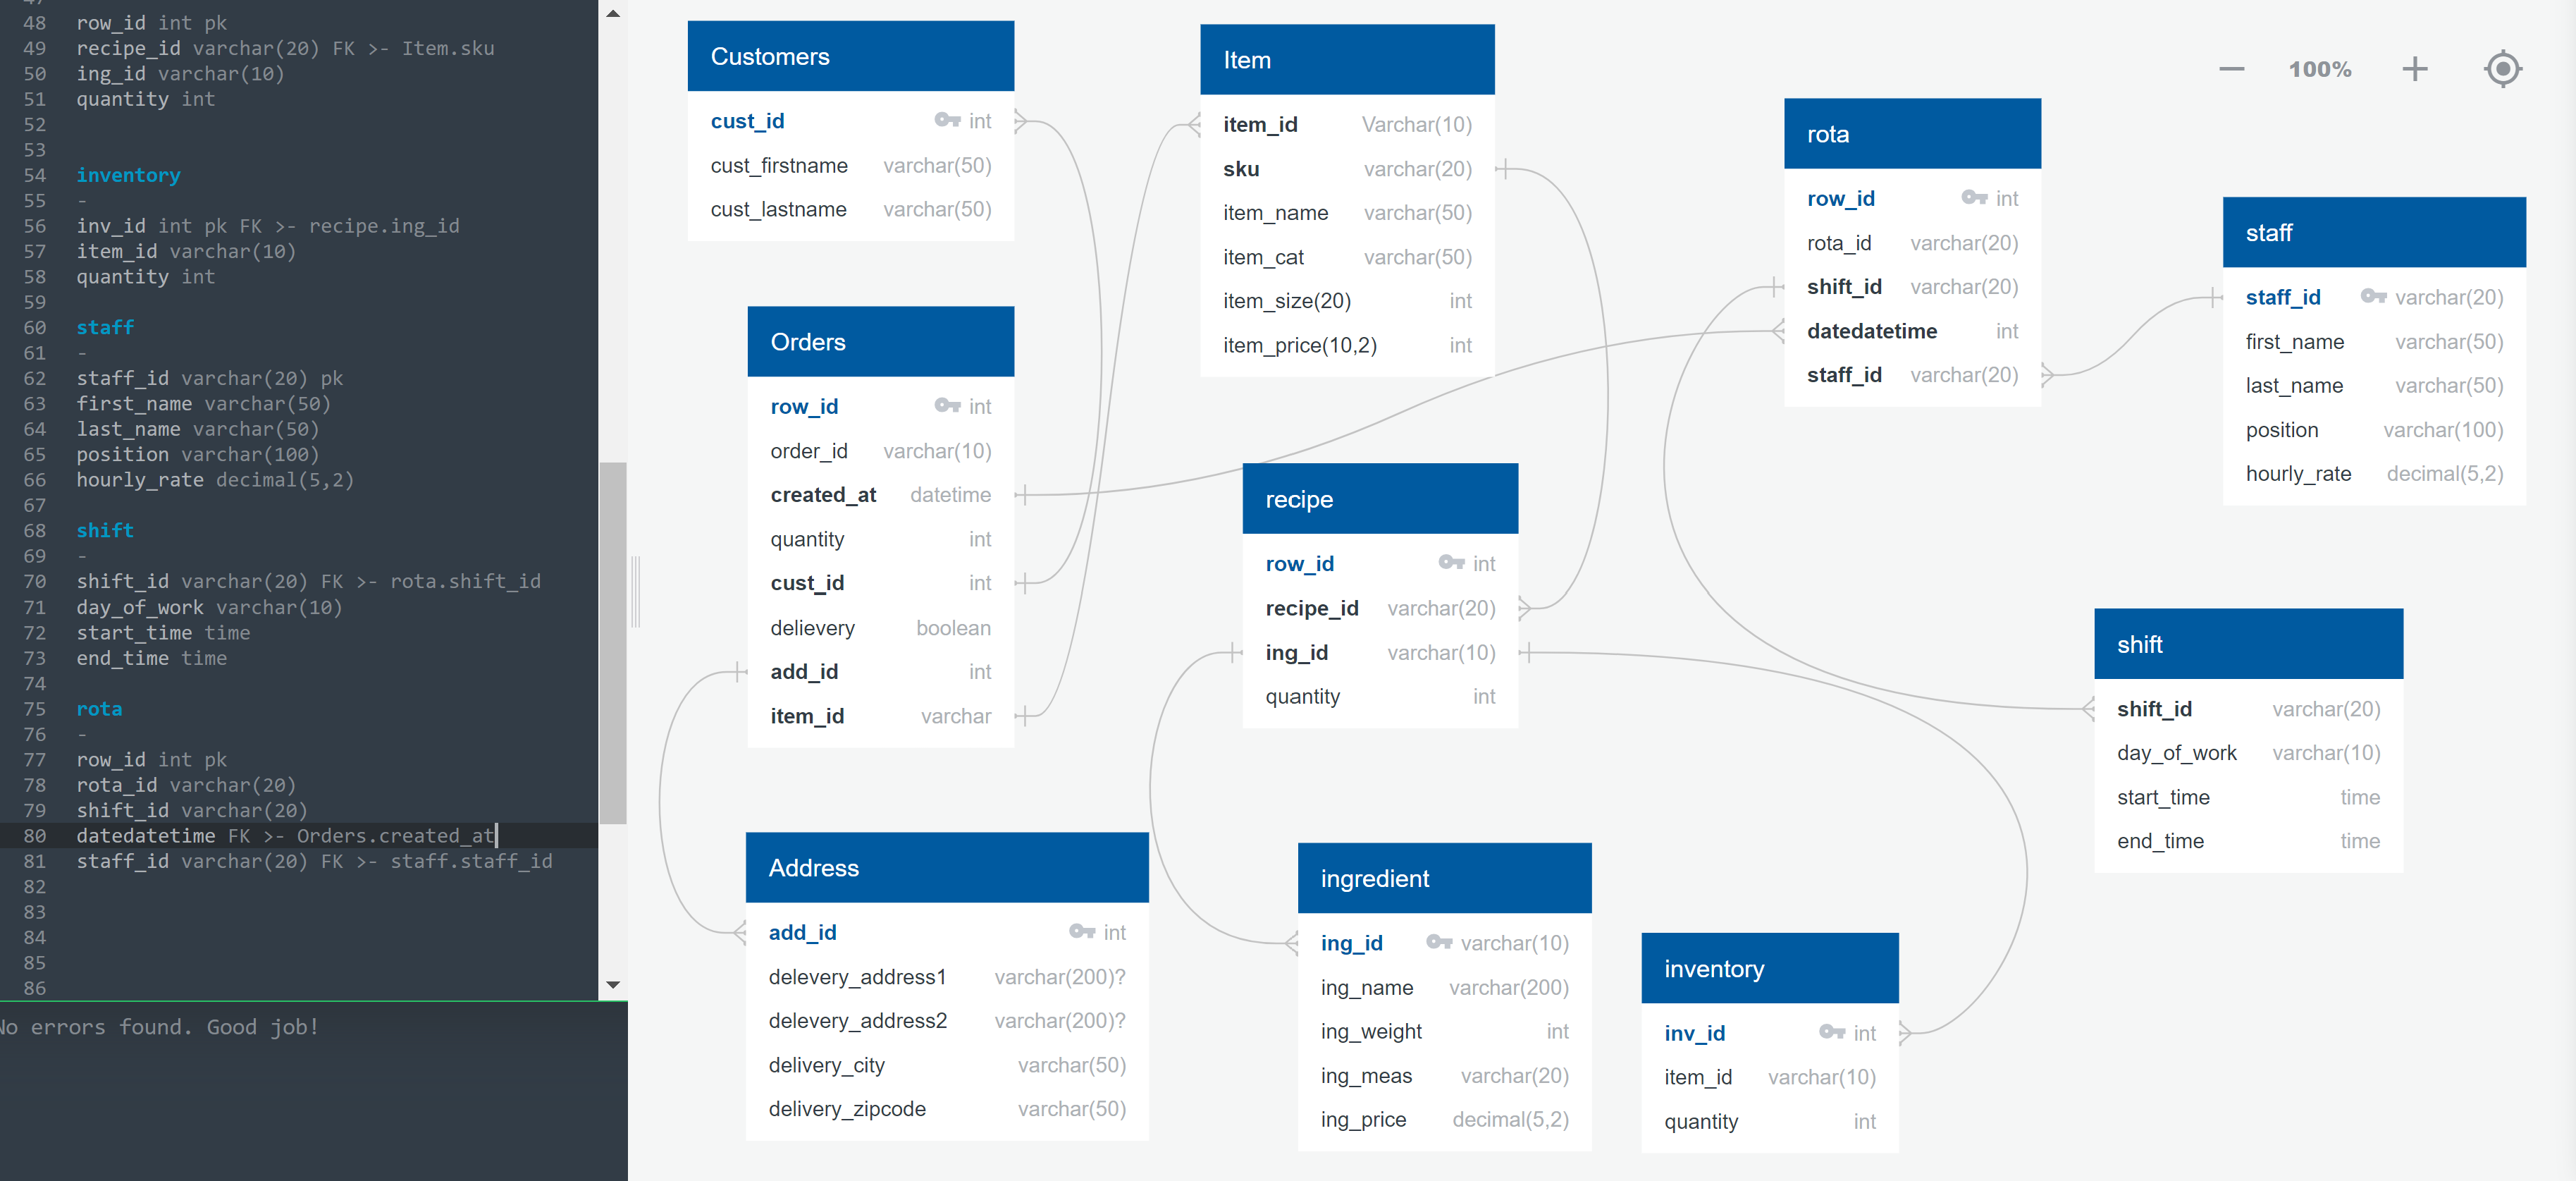 47
48 row_id int pk
49 recipe_id varchar(20) FK >- Item.sku
50 ing_id varchar(10)
51 quantity int
52
53
54 inventory
55 -
56 inv_id int pk FK >- recipe.ing_id
57 item_id varchar(10)
58 quantity int
59
60 staff
61 -
62 staff_id varchar(20) pk
63 first_name varchar(50)
64 last_name varchar(50)
65 position varchar(100)
66 hourly_rate decimal(5,2)
67
68 shift
69 -
70 shift_id varchar(20) FK >- rota.shift_id
71 day_of_work varchar(10)
72 start_time time
73 end_time time
74
75 rota
76 -
77 row_id int pk
78 rota_id varchar(20)
79 shift_id varchar(20)
80 datedatetime FK >- Orders.created_at
81 staff_id varchar(20) FK >- staff.staff_id
82
83
84
85
86
No errors found. Good job!
Customers
cust_id int
cust_firstname varchar(50)
cust_lastname varchar(50)
Orders
row_id int
order_id varchar(10)
created_at datetime
quantity int
cust_id int
delievery boolean
add_id int
item_id varchar
Address
add_id int
delevery_address1 varchar(200)?
delevery_address2 varchar(200)?
delivery_city varchar(50)
delivery_zipcode varchar(50)
Item
item_id Varchar(10)
sku varchar(20)
item_name varchar(50)
item_cat varchar(50)
item_size(20) int
item_price(10,2) int
recipe
row_id int
recipe_id varchar(20)
ing_id varchar(10)
quantity int
ingredient
ing_id varchar(10)
ing_name varchar(200)
ing_weight int
ing_meas varchar(20)
ing_price decimal(5,2)
inventory
inv_id int
item_id varchar(10)
quantity int
rota
row_id int
rota_id varchar(20)
shift_id varchar(20)
datedatetime int
staff_id varchar(20)
100%
staff
staff_id varchar(20)
first_name varchar(50)
last_name varchar(50)
position varchar(100)
hourly_rate decimal(5,2)
shift
shift_id varchar(20)
day_of_work varchar(10)
start_time time
end_time time